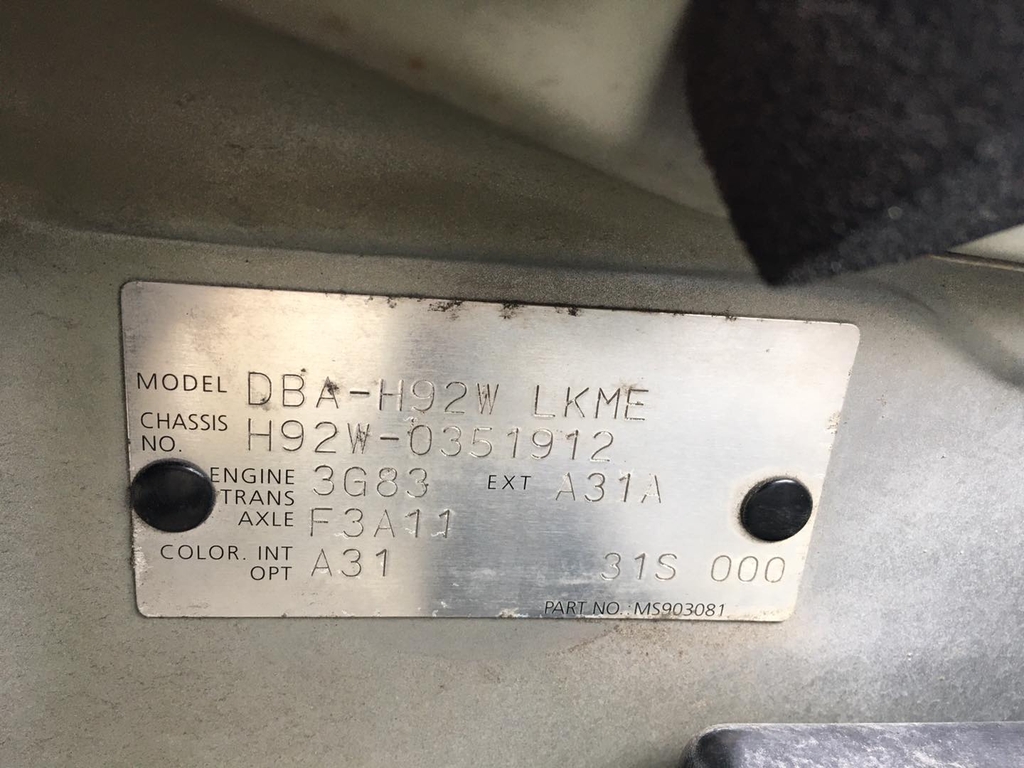 MODEL DBA-H92W LKME
CHASSIS NO. H92W-0351912
ENGINE 3G83 EXT A31A
TRANS AXLE F3A11
COLOR. INT OPT A31 31S 000
PART NO. MS903081